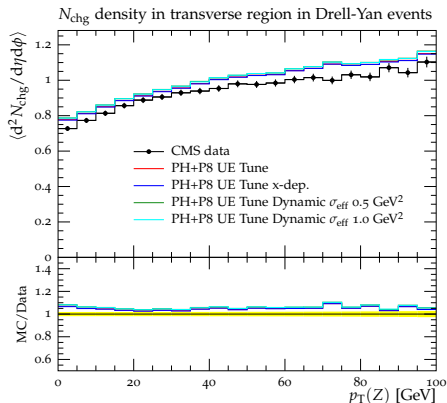 N_chg density in transverse region in Drell-Yan events
⟨d²N_chg/dηdϕ⟩
1.2
1
0.8
0.6
0.4
0.2
0
CMS data
PH+P8 UE Tune
PH+P8 UE Tune x-dep.
PH+P8 UE Tune Dynamic σ_eff 0.5 GeV²
PH+P8 UE Tune Dynamic σ_eff 1.0 GeV²
MC/Data
1.4
1.2
1.0
0.8
0.6
0 20 40 60 80 100
p_T(Z) [GeV]